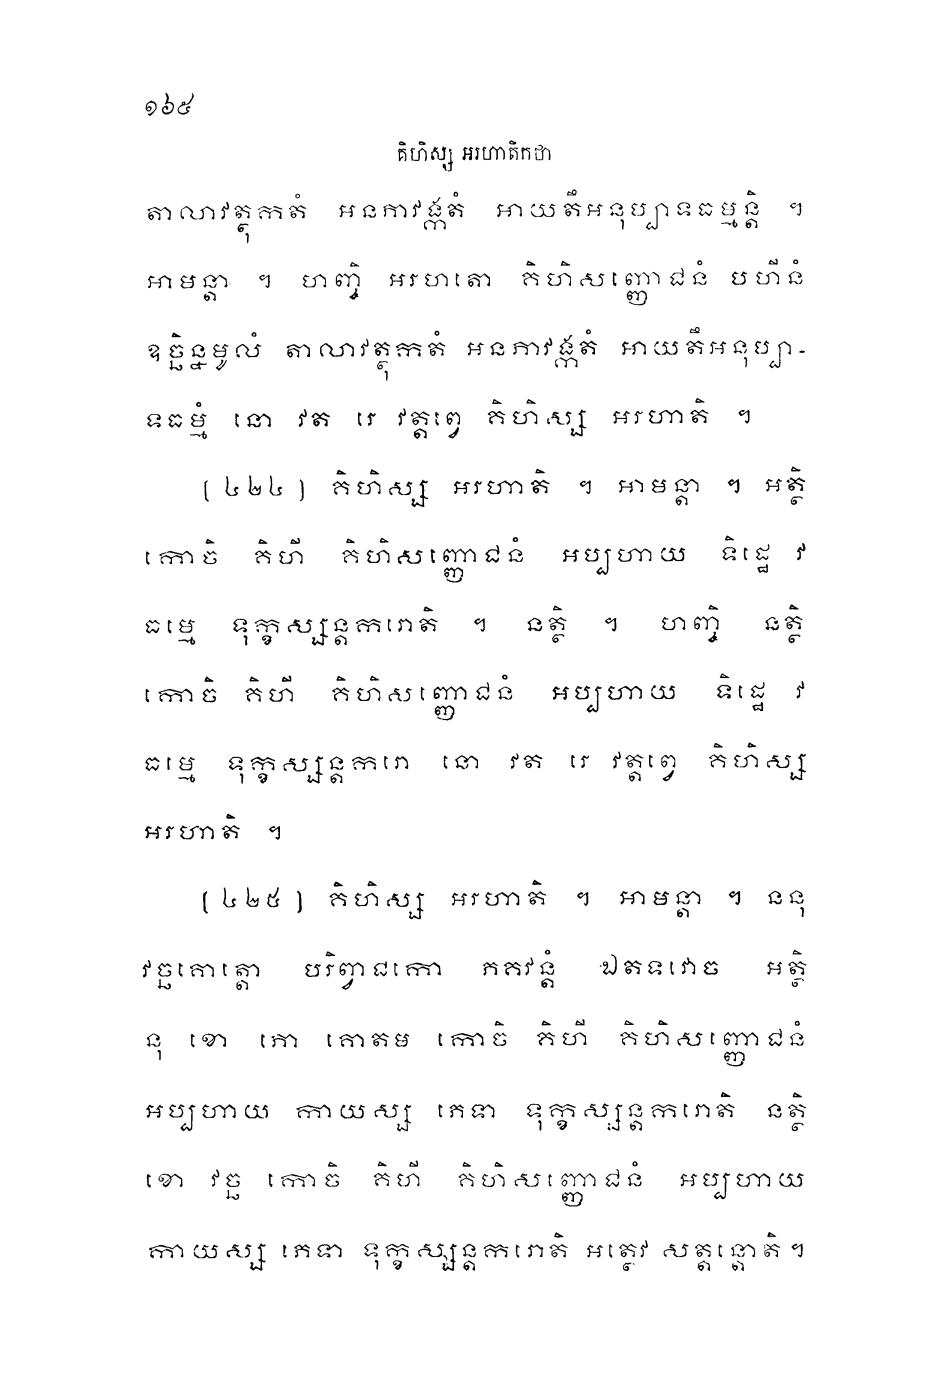 ១៦៥
គិហិស្ស អរហាតិកថា
តាលាវត្ថុកតំ អនភាវង្កតំ អាយតឹអនុប្បាទធម្មន្តិ ។
អាមន្តា ។ ហញ្ចិ អរហតោ គិហិសញ្ញោជនំ បហីនំ
ឧច្ឆិន្នមូលំ តាលាវត្ថុកតំ អនភាវង្កតំ អាយតឹអនុប្បា-
ទធម្មំ នោ វត រេ វត្តព្វេ គិហិស្ស អរហាតិ ។
(៤២៤) គិហិស្ស អរហាតិ ។ អាមន្តា ។ អត្ថិ
កោចិ គិហី គិហិសញ្ញោជនំ អប្បហាយ ទិដ្ឋេ វ
ធម្មេ ទុក្ខស្សន្តករោតិ ។ នត្ថិ ។ ហញ្ចិ នត្ថិ
កោចិ គិហី គិហិសញ្ញោជនំ អប្បហាយ ទិដ្ឋេ វ
ធម្មេ ទុក្ខស្សន្តករោ នោ វត រេ វត្តព្វេ គិហិស្ស
អរហាតិ ។
(៤២៥) គិហិស្ស អរហាតិ ។ អាមន្តា ។ ននុ
វច្ឆគោត្តោ បរិព្វាជកោ ភគវន្តំ ឯតទវោច អត្ថិ
នុ ខោ ភោ គោតម កោចិ គិហី គិហិសញ្ញោជនំ
អប្បហាយ កាយស្ស ភេទា ទុក្ខស្សន្តករោតិ នត្ថិ
ខោ វច្ឆ កោចិ គិហី គិហិសញ្ញោជនំ អប្បហាយ
កាយស្ស ភេទា ទុក្ខស្សន្តករោតិ អត្ថេវ សត្តន្តោតិ។